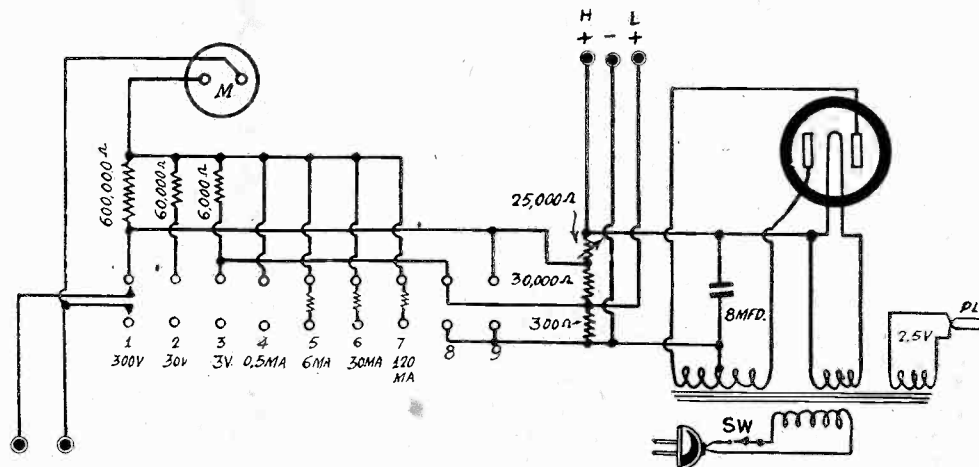 H - L
+ +
M
600,000Ω
60,000Ω
6,000Ω
25,000Ω
30,000Ω
300Ω
8MFD.
2.5V
PL
1 2 3 4 5 6 7 8 9
300V 30V 3V. 0.5MA 6MA 30MA 120 MA
SW